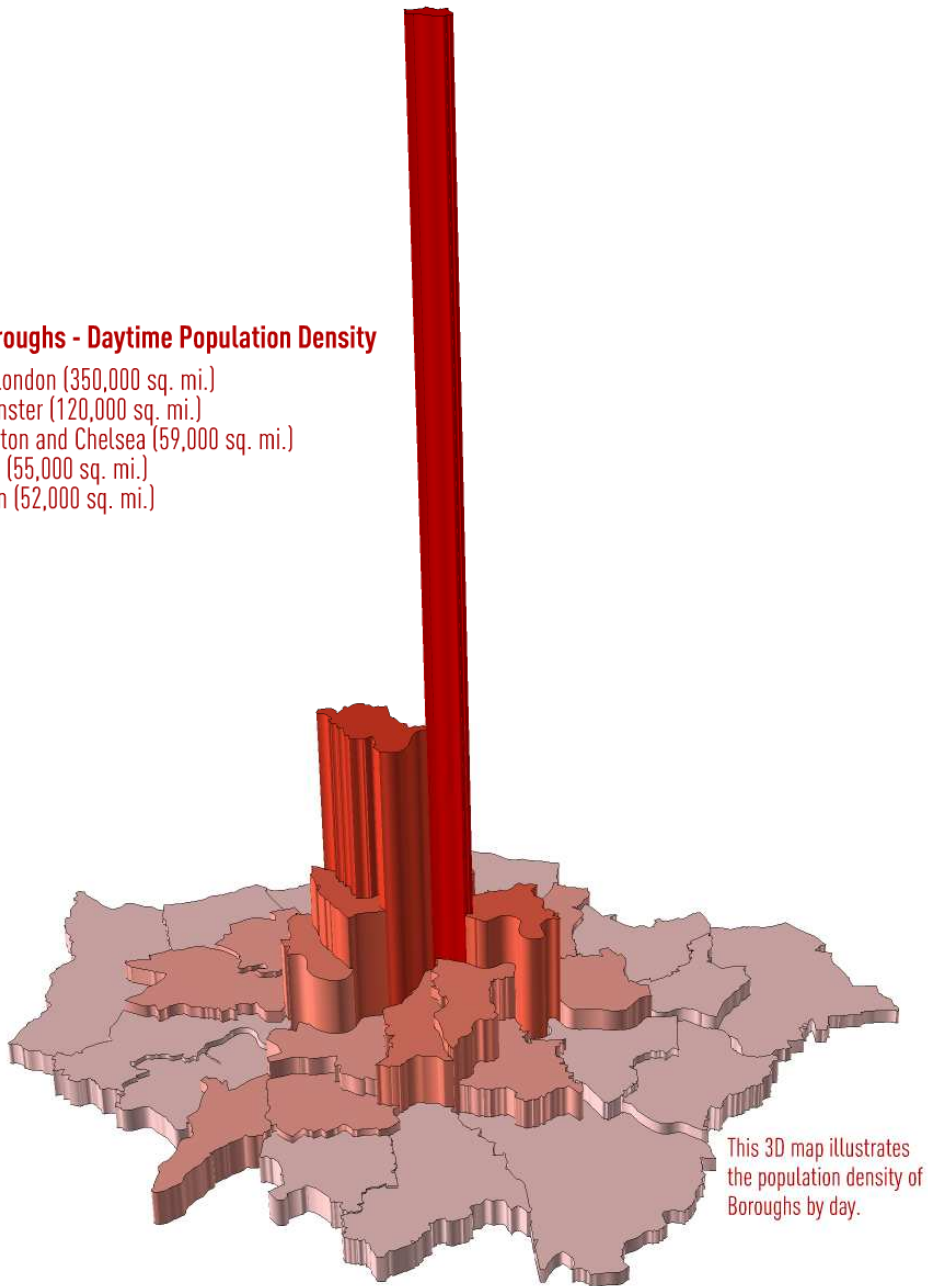 roughs - Daytime Population Density
London (350,000 sq. mi.)
nster (120,000 sq. mi.)
ton and Chelsea (59,000 sq. mi.)
(55,000 sq. mi.)
n (52,000 sq. mi.)
This 3D map illustrates
the population density of
Boroughs by day.